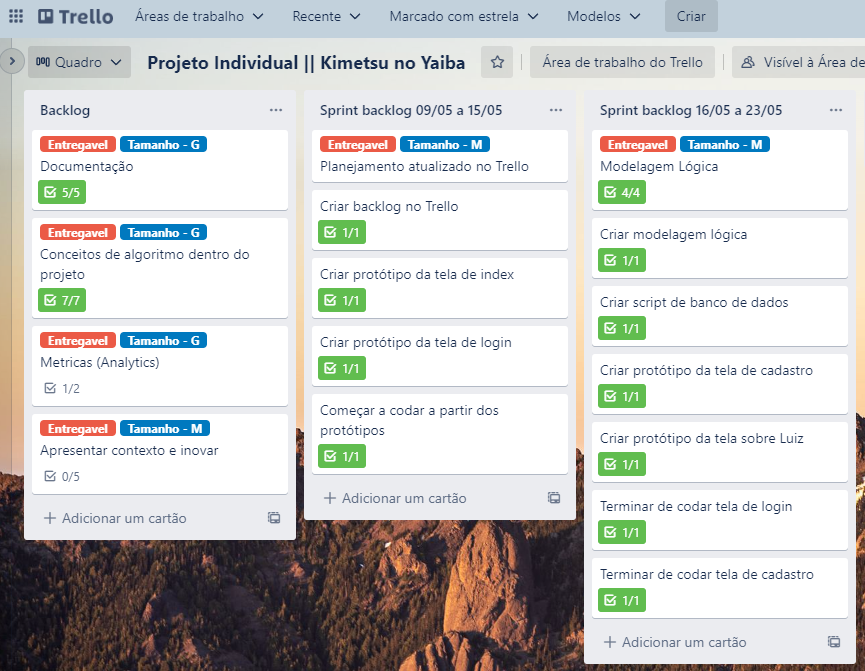 Trello Áreas de trabalho Recente Marcado com estrela Modelos Criar
Quadro Projeto Individual || Kimetsu no Yaiba Área de trabalho do Trello Visível à Área de
Backlog
Entregavel Tamanho - G
Documentação
5/5
Entregavel Tamanho - G
Conceitos de algoritmo dentro do
projeto
7/7
Entregavel Tamanho - G
Metricas (Analytics)
1/2
Entregavel Tamanho - M
Apresentar contexto e inovar
0/5
+ Adicionar um cartão
Sprint backlog 09/05 a 15/05
Entregavel Tamanho - M
Planejamento atualizado no Trello
Criar backlog no Trello
1/1
Criar protótipo da tela de index
1/1
Criar protótipo da tela de login
1/1
Começar a codar a partir dos
protótipos
1/1
+ Adicionar um cartão
Sprint backlog 16/05 a 23/05
Entregavel Tamanho - M
Modelagem Lógica
4/4
Criar modelagem lógica
1/1
Criar script de banco de dados
1/1
Criar protótipo da tela de cadastro
1/1
Criar protótipo da tela sobre Luiz
1/1
Terminar de codar tela de login
1/1
Terminar de codar tela de cadastro
1/1
+ Adicionar um cartão